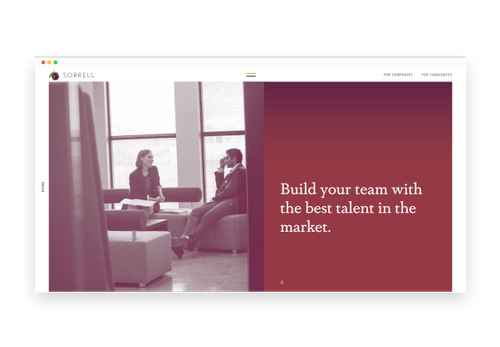 SORRELL
FOR COMPANIES
FOR CANDIDATES
Build your team with
the best talent in the
market.